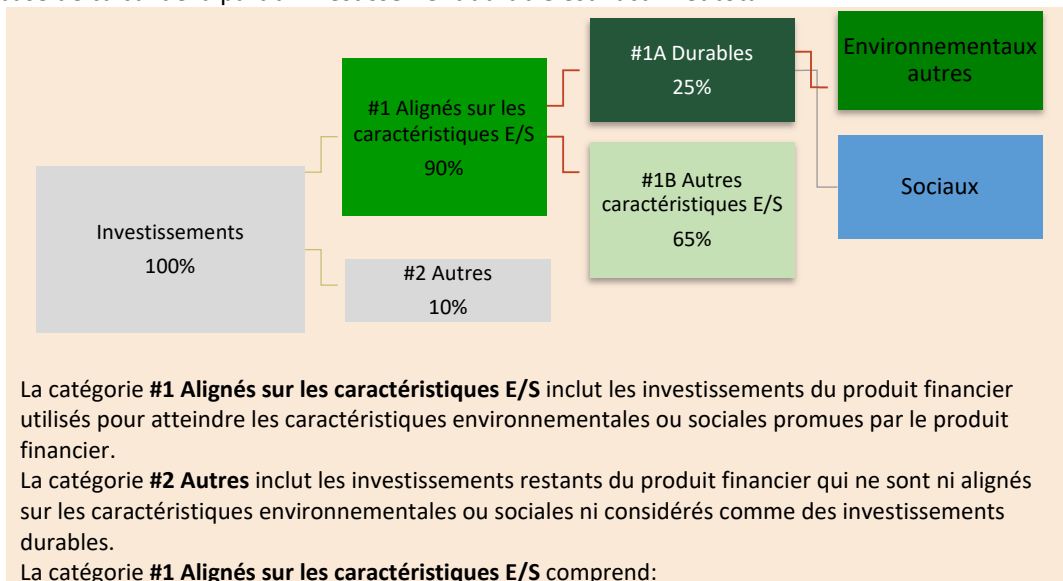 Investissements
100%
#1 Alignés sur les
caractéristiques E/S
90%
#2 Autres
10%
#1A Durables
25%
#1B Autres
caractéristiques E/S
65%
Environnementaux
autres
Sociaux
La catégorie #1 Alignés sur les caractéristiques E/S inclut les investissements du produit financier
utilisés pour atteindre les caractéristiques environnementales ou sociales promues par le produit
financier.
La catégorie #2 Autres inclut les investissements restants du produit financier qui ne sont ni alignés
sur les caractéristiques environnementales ou sociales ni considérés comme des investissements
durables.
La catégorie #1 Alignés sur les caractéristiques E/S comprend: